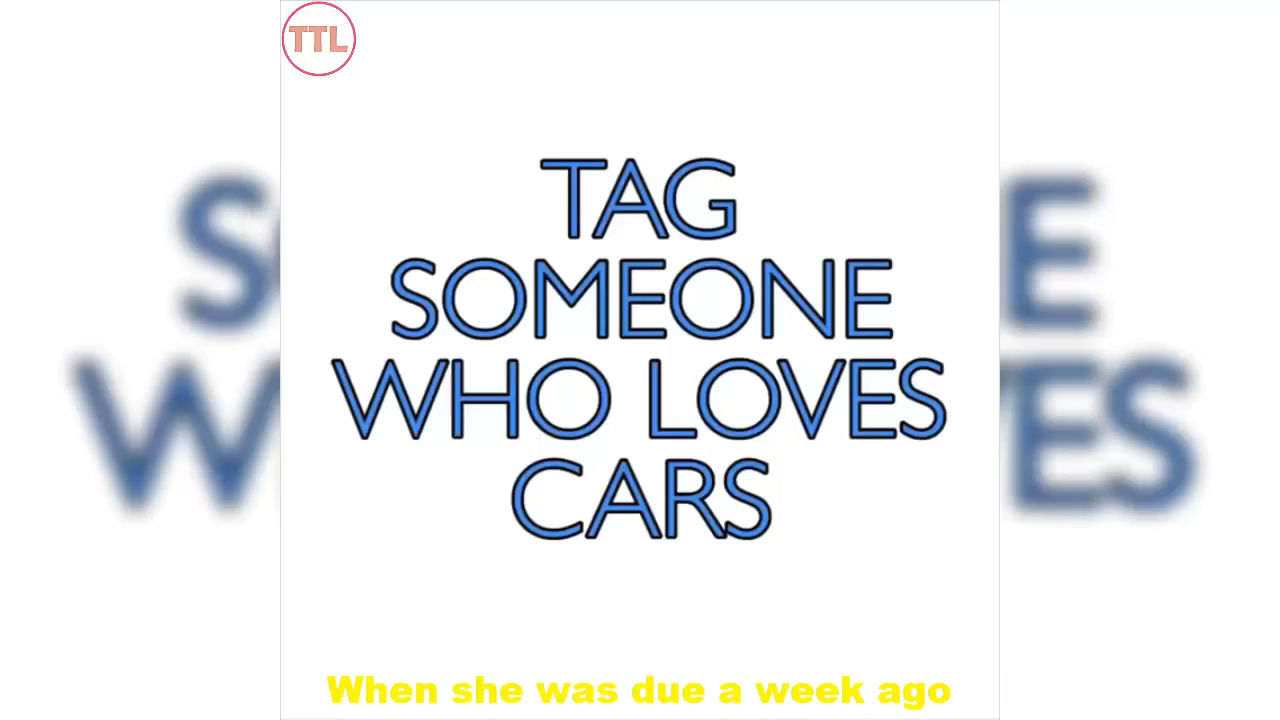 TTL
TAG
SOMEONE
WHO LOVES
CARS
When she was due a week ago